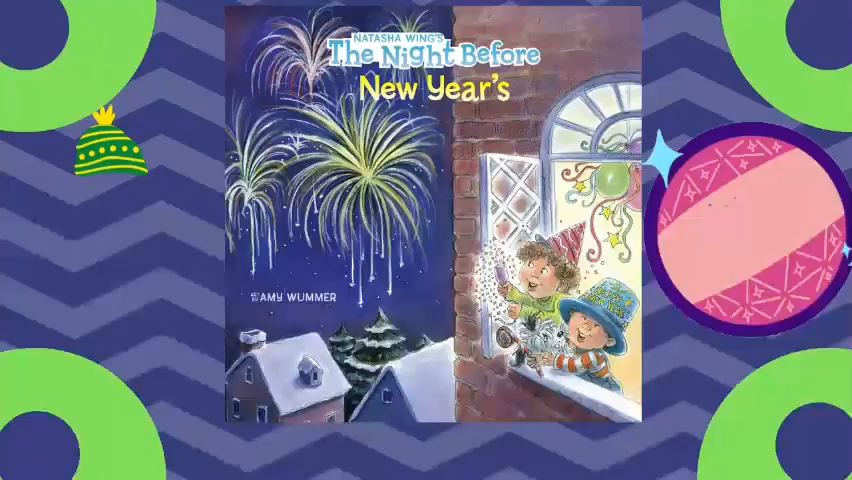 NATASHA WING'S
The Night Before
New Year's
AMY WUMMER